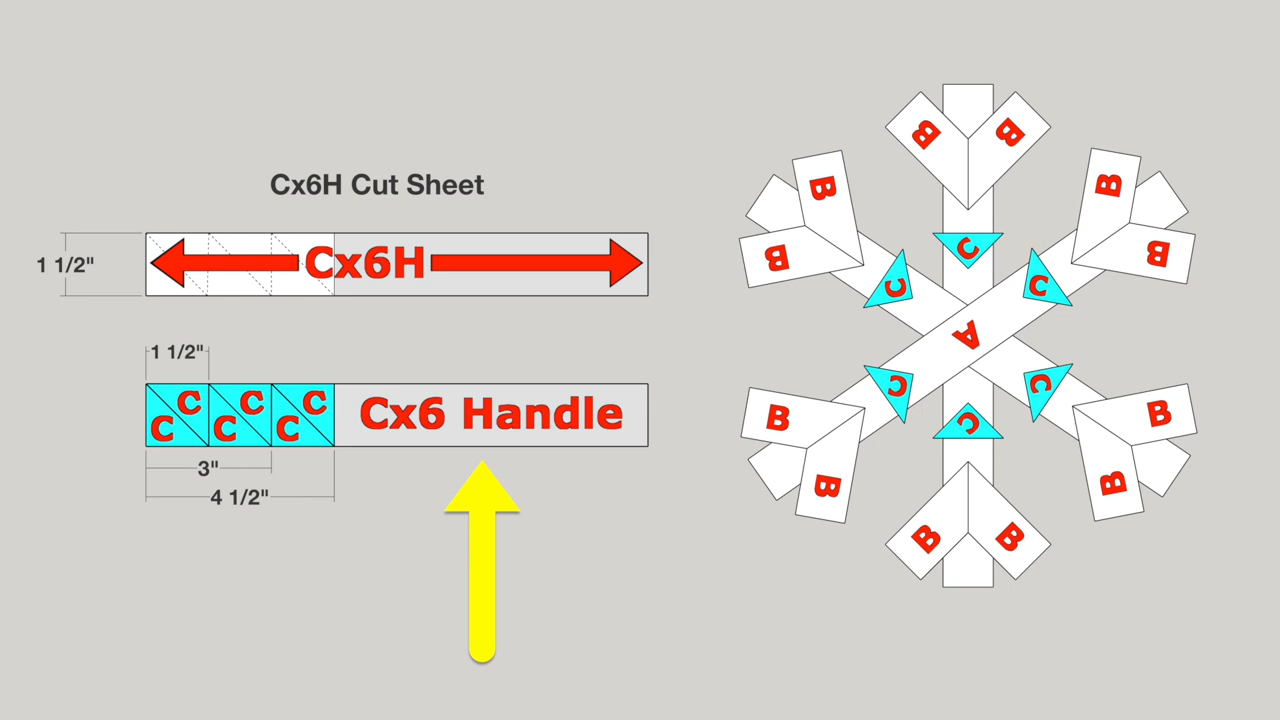 Cx6H Cut Sheet
1 1/2"
Cx6H
1 1/2"
C C C
C C C
Cx6 Handle
3"
4 1/2"
B B
B B
B B
C
C C
A
C C
C
B B
B B
B B